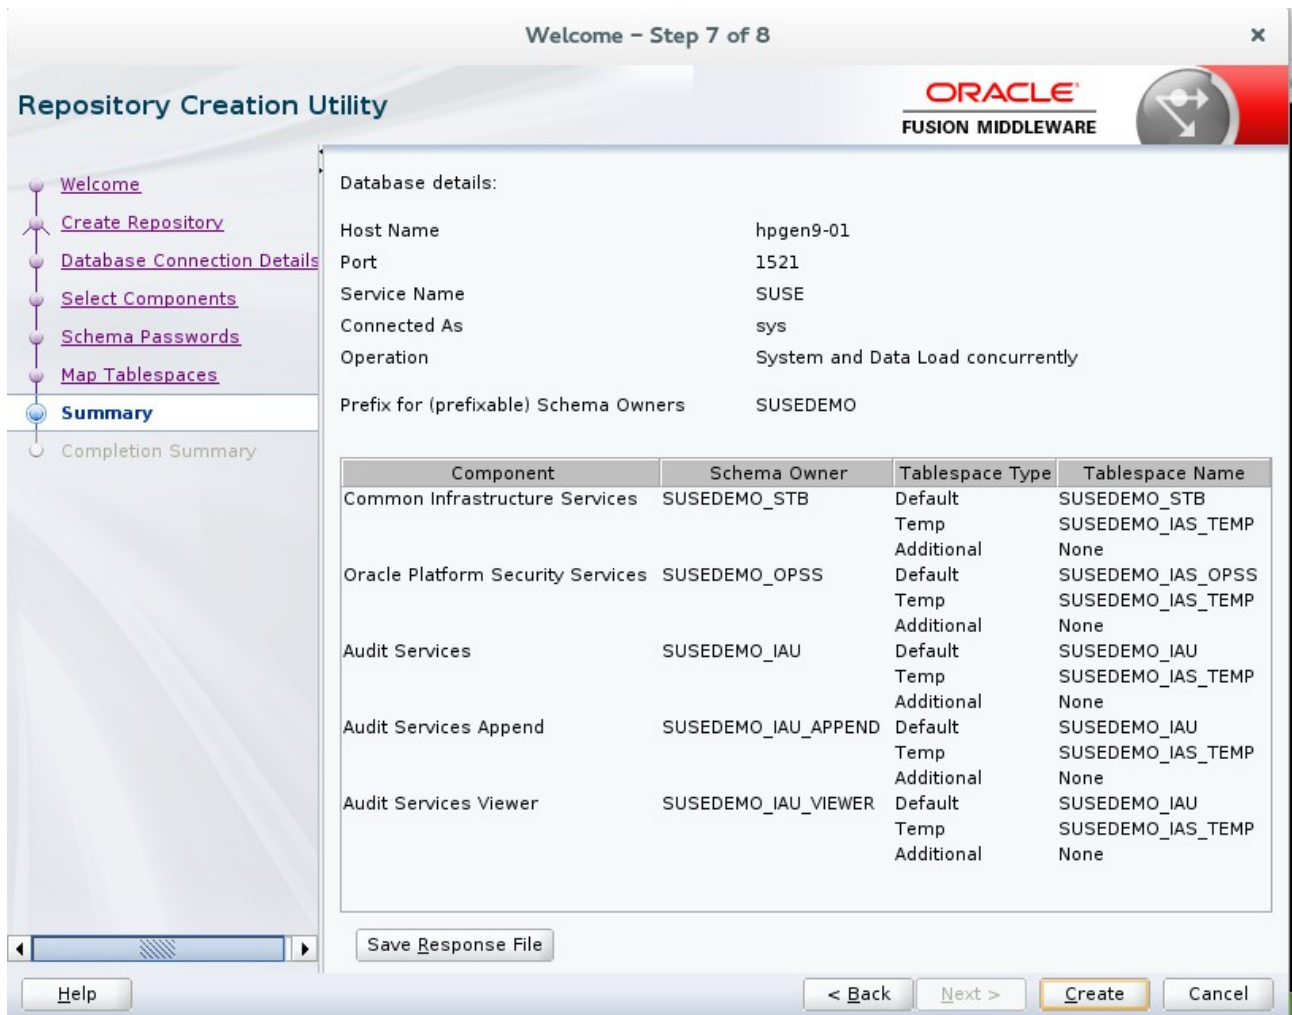 Welcome – Step 7 of 8
Repository Creation Utility
ORACLE
FUSION MIDDLEWARE
Welcome
Create Repository
Database Connection Details
Select Components
Schema Passwords
Map Tablespaces
Summary
Completion Summary
Database details:
Host Name hpgen9-01
Port 1521
Service Name SUSE
Connected As sys
Operation System and Data Load concurrently
Prefix for (prefixable) Schema Owners SUSEDEMO
Component Schema Owner Tablespace Type Tablespace Name
Common Infrastructure Services SUSEDEMO_STB Default SUSEDEMO_STB
Temp SUSEDEMO_IAS_TEMP
Additional None
Oracle Platform Security Services SUSEDEMO_OPSS Default SUSEDEMO_IAS_OPSS
Temp SUSEDEMO_IAS_TEMP
Additional None
Audit Services SUSEDEMO_IAU Default SUSEDEMO_IAU
Temp SUSEDEMO_IAS_TEMP
Additional None
Audit Services Append SUSEDEMO_IAU_APPEND Default SUSEDEMO_IAU
Temp SUSEDEMO_IAS_TEMP
Additional None
Audit Services Viewer SUSEDEMO_IAU_VIEWER Default SUSEDEMO_IAU
Temp SUSEDEMO_IAS_TEMP
Additional None
Save Response File
Help < Back Next > Create Cancel